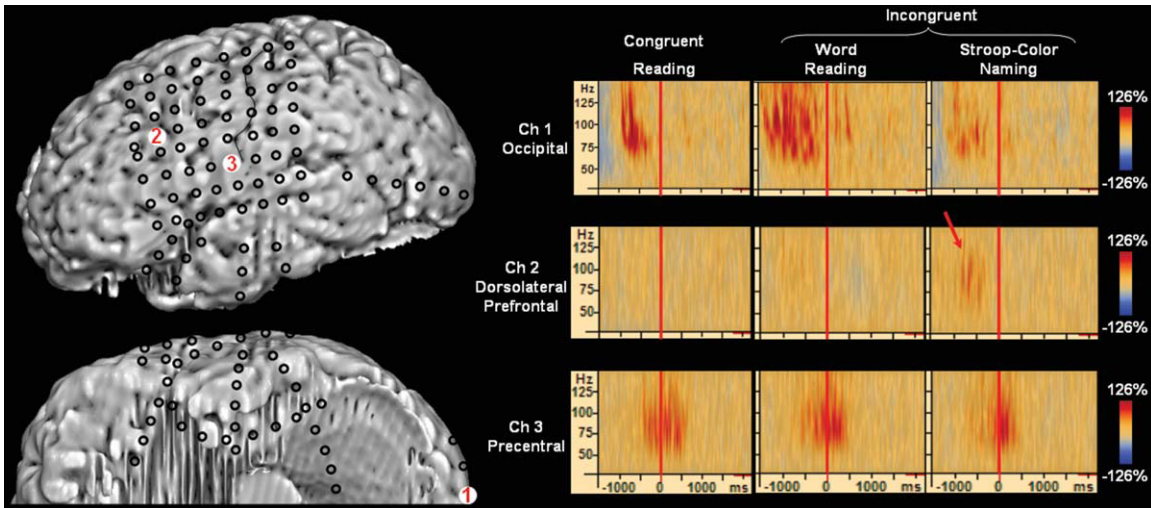 2
3
1
Incongruent
Congruent
Reading
Word
Reading
Stroop-Color
Naming
Ch 1
Occipital
Hz
125
100
75
50
126%
-126%
Ch 2
Dorsolateral
Prefrontal
Hz
125
100
75
50
126%
-126%
Ch 3
Precentral
Hz
125
100
75
50
126%
-126%
-1000 0 1000 ms
-1000 0 1000 ms
-1000 0 1000 ms